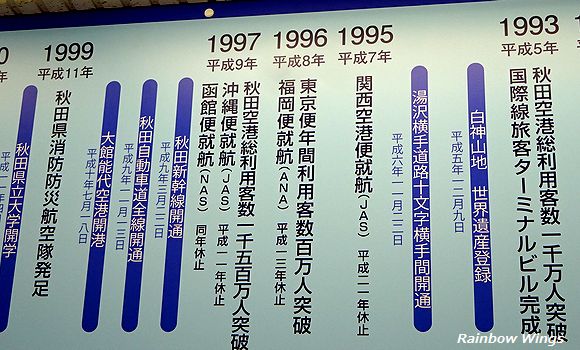 1993
平成5年
秋田空港総利用客数 一千万人突破
国際線旅客ターミナルビル完成
白神山地 世界遺産登録
平成五年一二月九日
湯沢横手道路十文字横手間開通
平成六年一一月二二日
1995
平成7年
関西空港便就航(JAS) 平成一一年休止
1996
平成8年
東京便年間利用客数百万人突破
福岡便就航(ANA) 平成一三年休止
1997
平成9年
秋田空港総利用客数 一千五百万人突破
沖縄便就航(JAS) 平成一一年休止
函館便就航(NAS) 同年休止
秋田新幹線開通
平成九年三月二二日
秋田自動車道全線開通
平成九年一一月一三日
大館能代空港開港
平成十年七月一八日
1999
平成11年
秋田県消防防災航空隊発足
秋田県立大学開学
平成一一年四月
0
年
Rainbow Wings